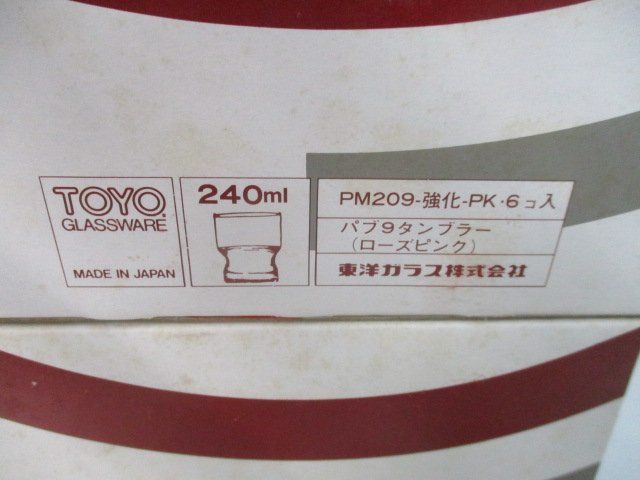 TOYO
GLASSWARE
MADE IN JAPAN
240ml
PM209-強化-PK・6コ入
パブ9タンブラー
(ローズピンク)
東洋ガラス株式会社